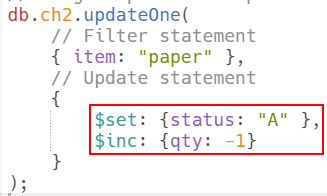 db.ch2.updateOne(
// Filter statement
{ item: "paper" },
// Update statement
{
$set: {status: "A" },
$inc: {qty: -1}
}
);